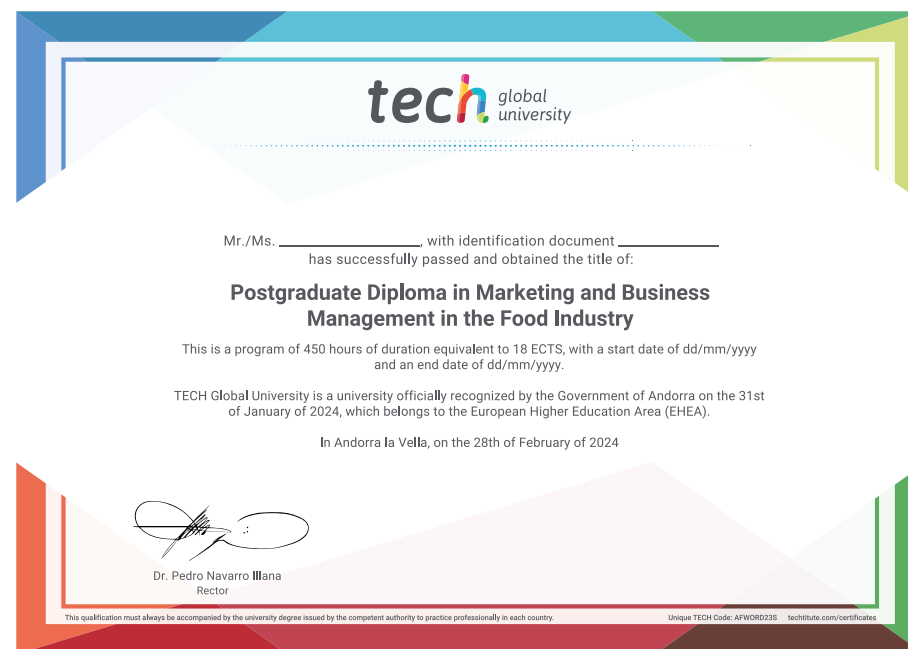 tech global
university
Mr./Ms. ____________, with identification document ____________
has successfully passed and obtained the title of:
Postgraduate Diploma in Marketing and Business
Management in the Food Industry
This is a program of 450 hours of duration equivalent to 18 ECTS, with a start date of dd/mm/yyyy
and an end date of dd/mm/yyyy.
TECH Global University is a university officially recognized by the Government of Andorra on the 31st
of January of 2024, which belongs to the European Higher Education Area (EHEA).
In Andorra la Vella, on the 28th of February of 2024
Dr. Pedro Navarro Illana
Rector
This qualification must always be accompanied by the university degree issued by the competent authority to practice professionally in each country. Unique TECH Code: AFWORD23S techtitute.com/certificates